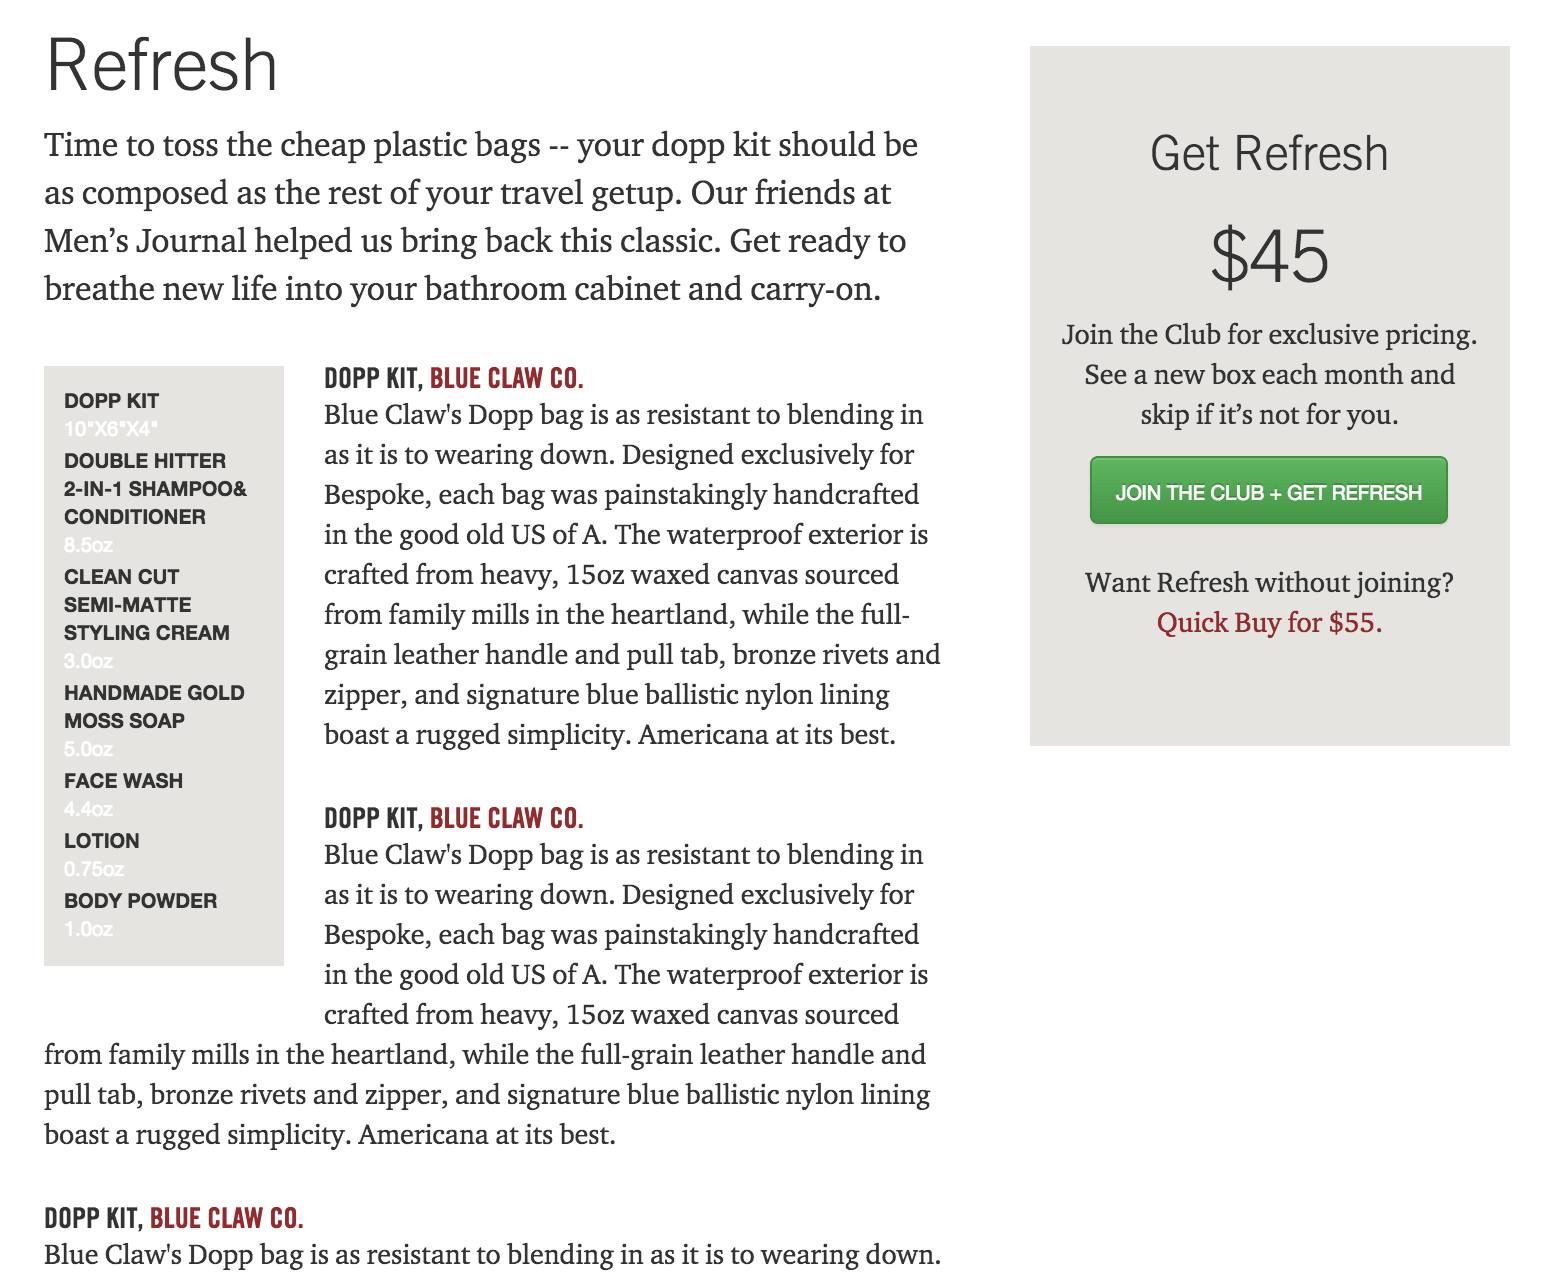 Refresh
Time to toss the cheap plastic bags -- your dopp kit should be
as composed as the rest of your travel getup. Our friends at
Men’s Journal helped us bring back this classic. Get ready to
breathe new life into your bathroom cabinet and carry-on.
DOPP KIT
10"X6"X4"
DOUBLE HITTER
2-IN-1 SHAMPOO&
CONDITIONER
8.5oz
CLEAN CUT
SEMI-MATTE
STYLING CREAM
3.0oz
HANDMADE GOLD
MOSS SOAP
5.0oz
FACE WASH
4.4oz
LOTION
0.75oz
BODY POWDER
1.0oz
DOPP KIT, BLUE CLAW CO.
Blue Claw's Dopp bag is as resistant to blending in
as it is to wearing down. Designed exclusively for
Bespoke, each bag was painstakingly handcrafted
in the good old US of A. The waterproof exterior is
crafted from heavy, 15oz waxed canvas sourced
from family mills in the heartland, while the full-
grain leather handle and pull tab, bronze rivets and
zipper, and signature blue ballistic nylon lining
boast a rugged simplicity. Americana at its best.
DOPP KIT, BLUE CLAW CO.
Blue Claw's Dopp bag is as resistant to blending in
as it is to wearing down. Designed exclusively for
Bespoke, each bag was painstakingly handcrafted
in the good old US of A. The waterproof exterior is
crafted from heavy, 15oz waxed canvas sourced
from family mills in the heartland, while the full-grain leather handle and
pull tab, bronze rivets and zipper, and signature blue ballistic nylon lining
boast a rugged simplicity. Americana at its best.
DOPP KIT, BLUE CLAW CO.
Blue Claw's Dopp bag is as resistant to blending in as it is to wearing down.
Get Refresh
$45
Join the Club for exclusive pricing.
See a new box each month and
skip if it’s not for you.
JOIN THE CLUB + GET REFRESH
Want Refresh without joining?
Quick Buy for $55.